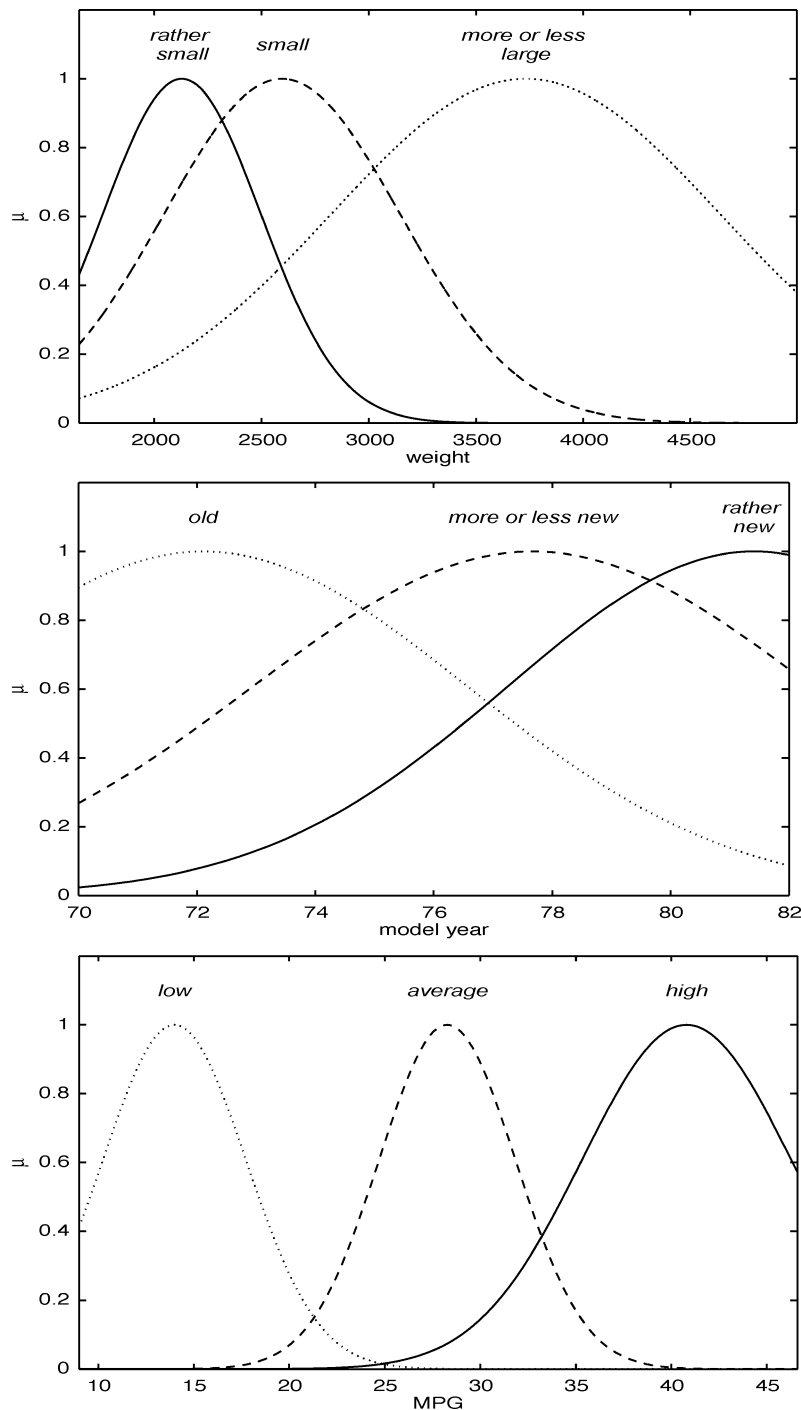 rather
small
small
more or less
large
1
0.8
0.6
μ
0.4
0.2
0
2000 2500 3000 3500 4000 4500
weight
old
more or less new
rather
new
1
0.8
0.6
μ
0.4
0.2
0
70 72 74 76 78 80 82
model year
low average high
1
0.8
0.6
μ
0.4
0.2
0
10 15 20 25 30 35 40 45
MPG